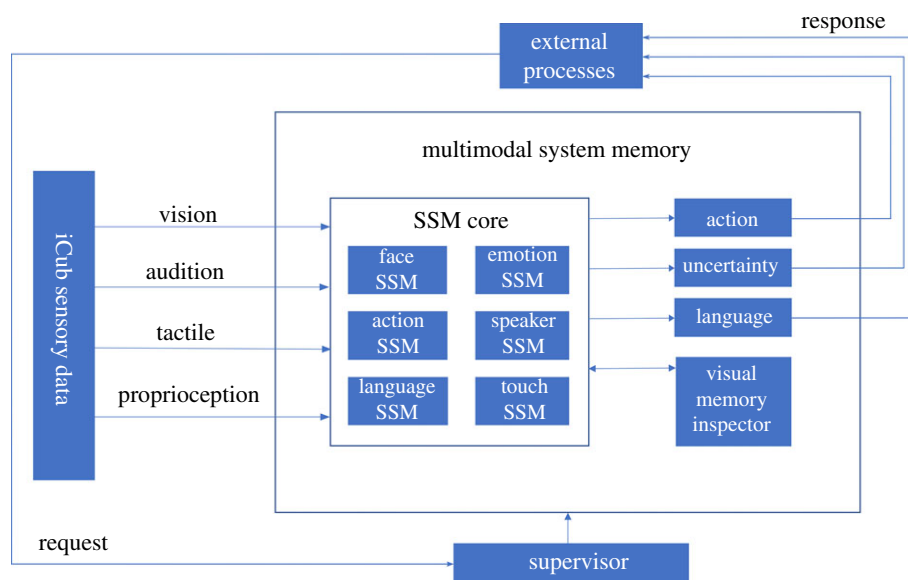 response
external
processes
multimodal system memory
iCub sensory data
vision
audition
tactile
proprioception
SSM core
face
SSM
emotion
SSM
action
SSM
speaker
SSM
language
SSM
touch
SSM
action
uncertainty
language
visual
memory
inspector
request
supervisor